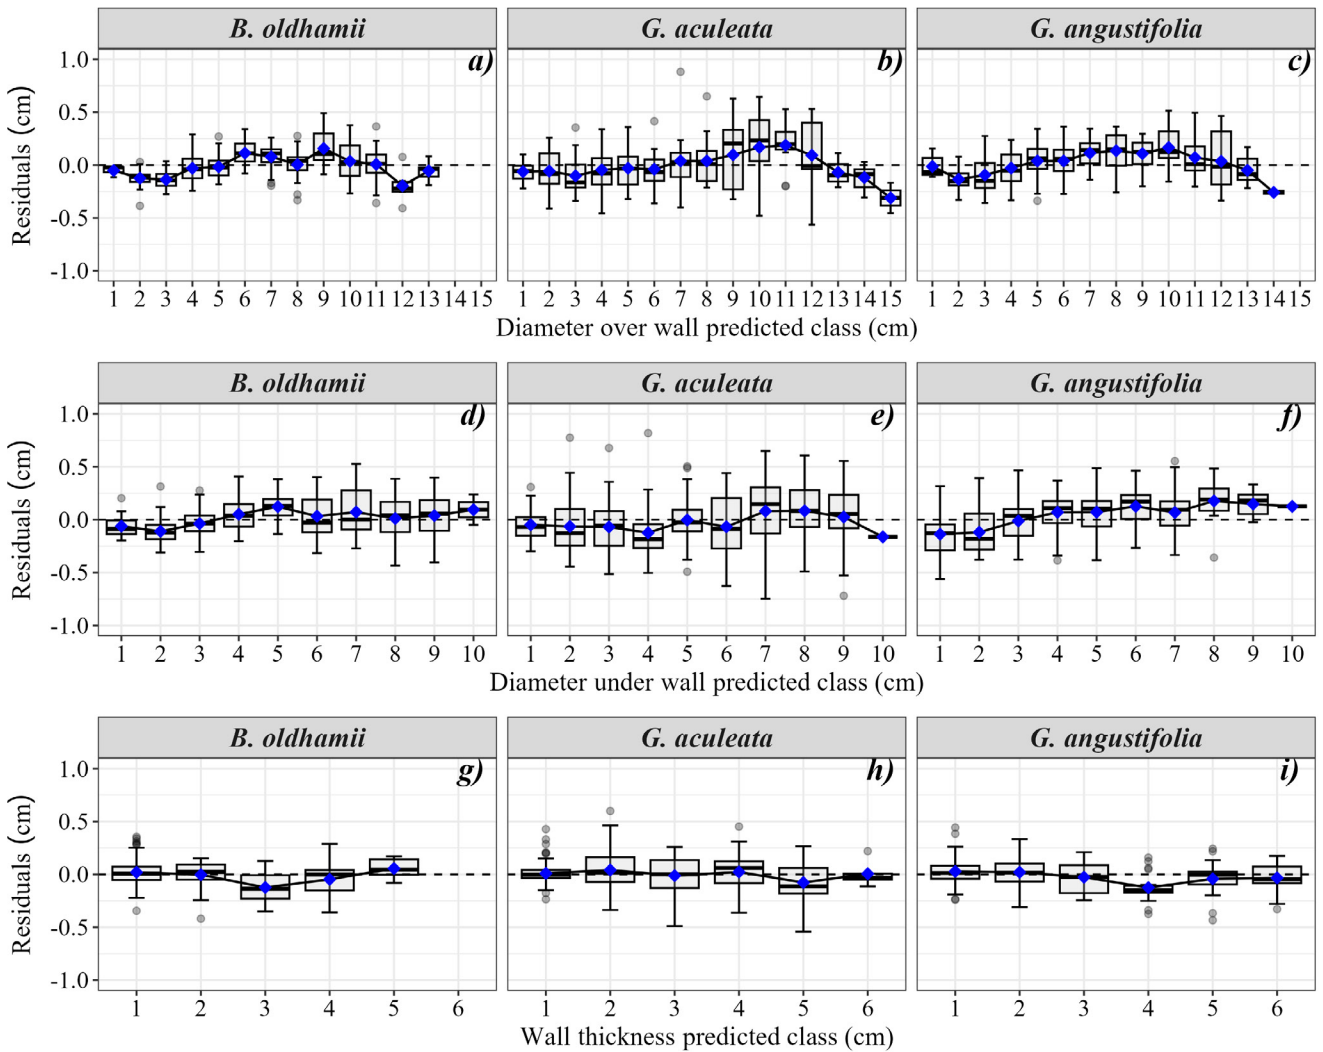 B. oldhamii G. aculeata G. angustifolia
a) b) c)
Residuals (cm)
1.0
0.5
0.0
-0.5
-1.0
1 2 3 4 5 6 7 8 9 10 11 12 13 14 15 1 2 3 4 5 6 7 8 9 10 11 12 13 14 15 1 2 3 4 5 6 7 8 9 10 11 12 13 14 15
Diameter over wall predicted class (cm)
B. oldhamii G. aculeata G. angustifolia
d) e) f)
Residuals (cm)
1.0
0.5
0.0
-0.5
-1.0
1 2 3 4 5 6 7 8 9 10 1 2 3 4 5 6 7 8 9 10 1 2 3 4 5 6 7 8 9 10
Diameter under wall predicted class (cm)
B. oldhamii G. aculeata G. angustifolia
g) h) i)
Residuals (cm)
1.0
0.5
0.0
-0.5
-1.0
1 2 3 4 5 6 1 2 3 4 5 6 1 2 3 4 5 6
Wall thickness predicted class (cm)